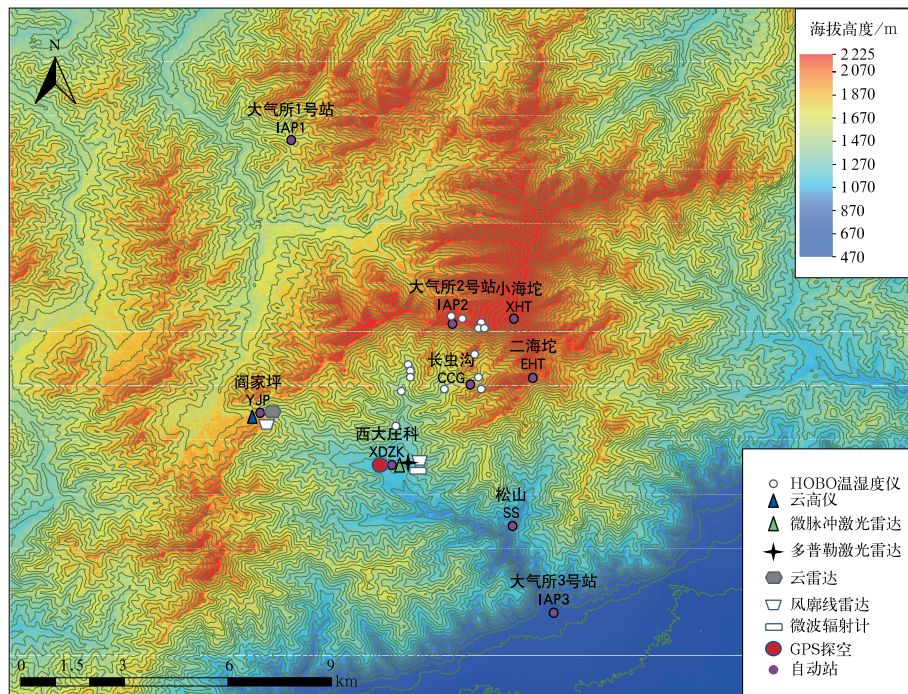 N
大气所1号站
IAP1
大气所2号站
IAP2
小海坨
XHT
二海坨
EHT
长虫沟
CCG
阎家坪
YJP
西大庄科
XDZK
松山
SS
大气所3号站
IAP3
0 1.5 3 6 9
km
海拔高度/m
2 225
2 070
1 870
1 670
1 470
1 270
1 070
870
670
470
HOBO温湿度仪
云高仪
微脉冲激光雷达
多普勒激光雷达
云雷达
风廓线雷达
微波辐射计
GPS探空
自动站